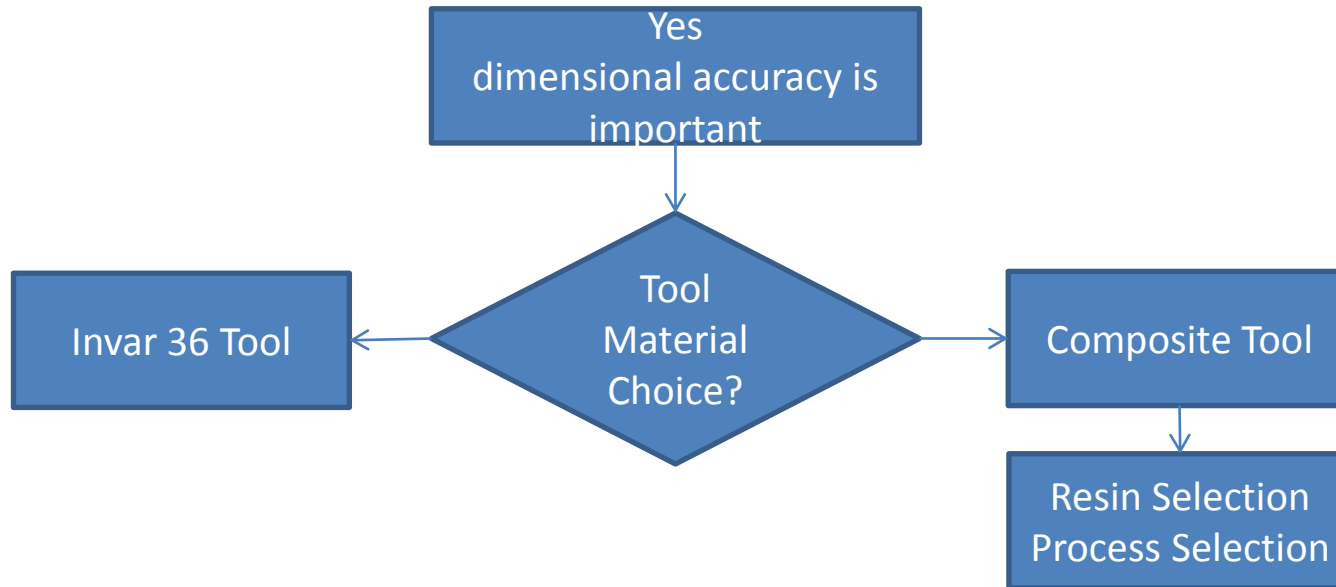 Yes
dimensional accuracy is
important
Tool
Material
Choice?
Invar 36 Tool
Composite Tool
Resin Selection
Process Selection